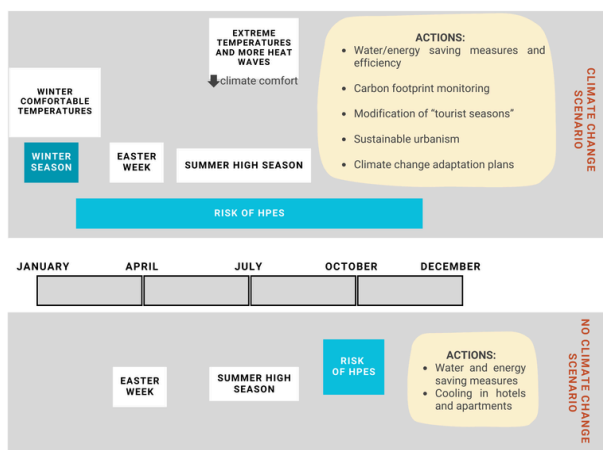 EXTREME
TEMPERATURES
AND MORE HEAT
WAVES
climate comfort
WINTER
COMFORTABLE
TEMPERATURES
WINTER
SEASON
EASTER
WEEK
SUMMER HIGH SEASON
RISK OF HPES
ACTIONS:
• Water/energy saving measures and
efficiency
• Carbon footprint monitoring
• Modification of “tourist seasons”
• Sustainable urbanism
• Climate change adaptation plans
CLIMATE CHANGE
SCENARIO
JANUARY APRIL JULY OCTOBER DECEMBER
EASTER
WEEK
SUMMER HIGH
SEASON
RISK
OF HPES
ACTIONS:
• Water and energy
saving measures
• Cooling in hotels
and apartments
NO CLIMATE CHANGE
SCENARIO